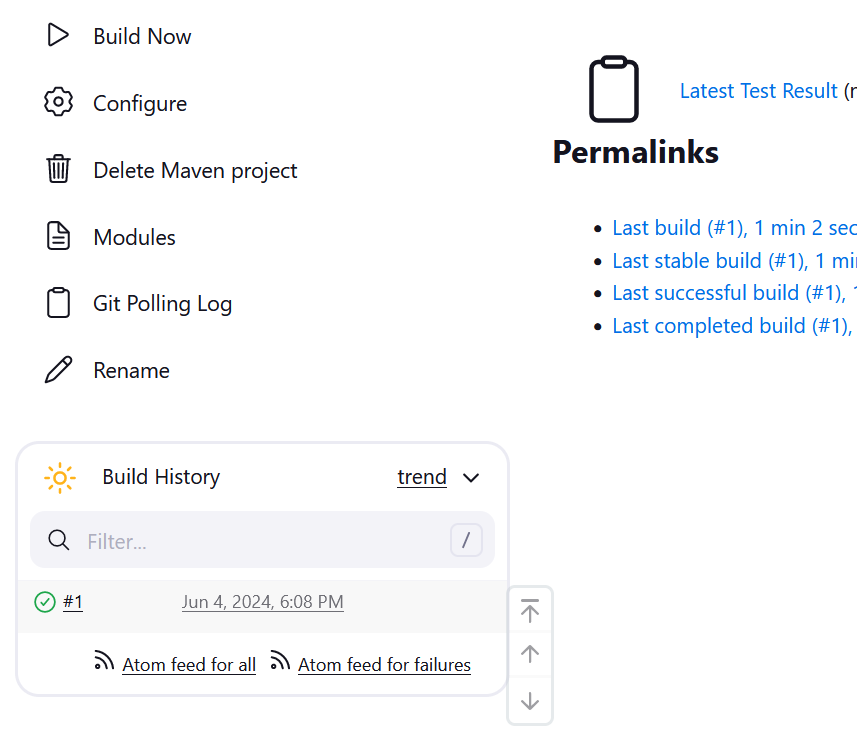 Build Now
Configure
Delete Maven project
Modules
Git Polling Log
Rename
Build History trend
Filter... /
#1 Jun 4, 2024, 6:08 PM
Atom feed for all Atom feed for failures
Latest Test Result (
Permalinks
Last build (#1), 1 min 2 sec
Last stable build (#1), 1
Last successful build (#1),
Last completed build (#1),